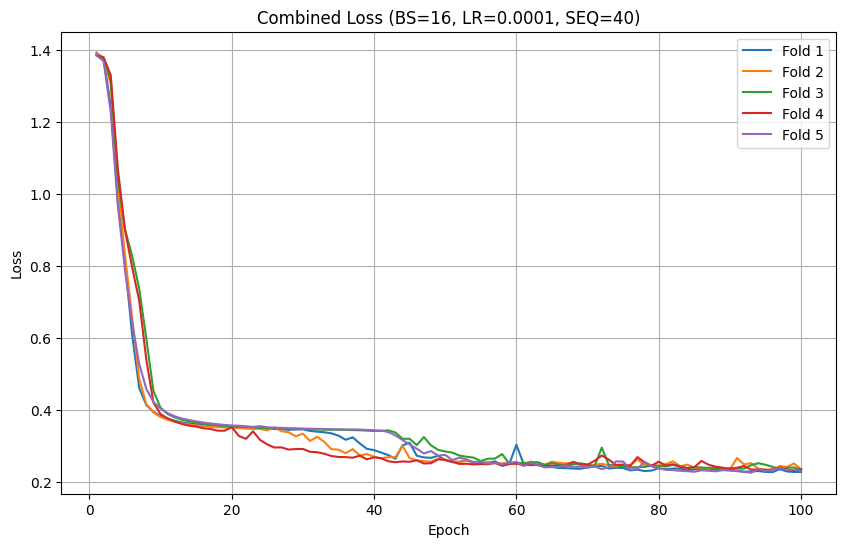 Combined Loss (BS=16, LR=0.0001, SEQ=40)
1.4
1.2
1.0
0.8
0.6
0.4
0.2
Loss
Fold 1
Fold 2
Fold 3
Fold 4
Fold 5
0 20 40 60 80 100
Epoch